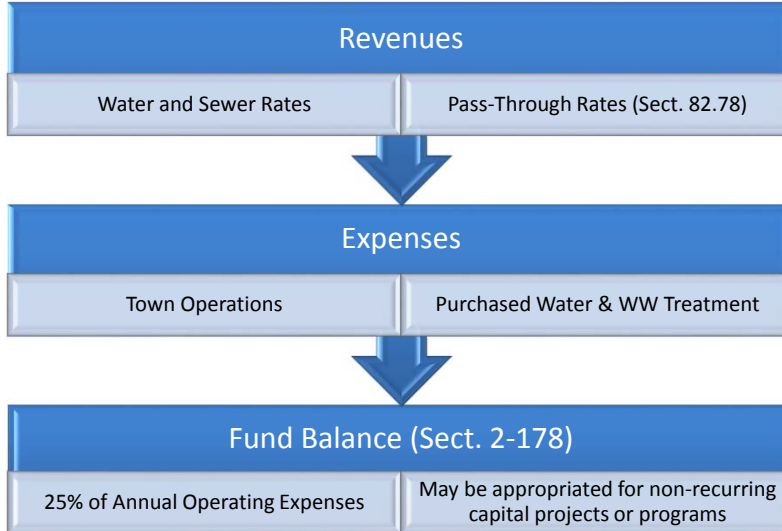 Revenues
Water and Sewer Rates
Pass-Through Rates (Sect. 82.78)
Expenses
Town Operations
Purchased Water & WW Treatment
Fund Balance (Sect. 2-178)
25% of Annual Operating Expenses
May be appropriated for non-recurring
capital projects or programs